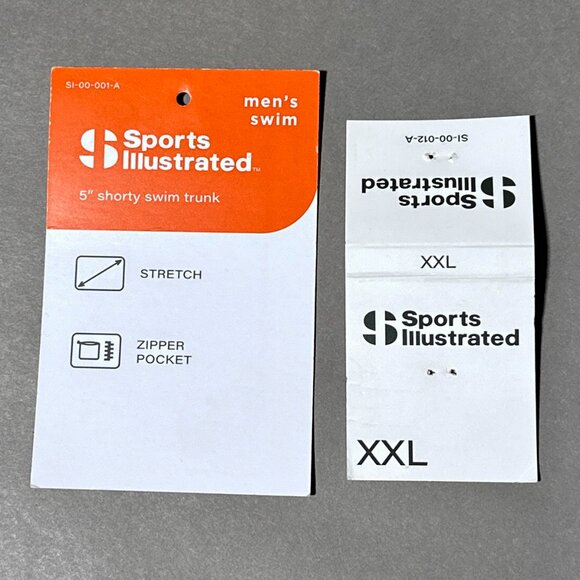 SI-00-001-A
men's
swim
Sports
Illustrated™
5" shorty swim trunk
STRETCH
ZIPPER
POCKET
SI-00-012-A
Sports
Illustrated
XXL
Sports
Illustrated
XXL